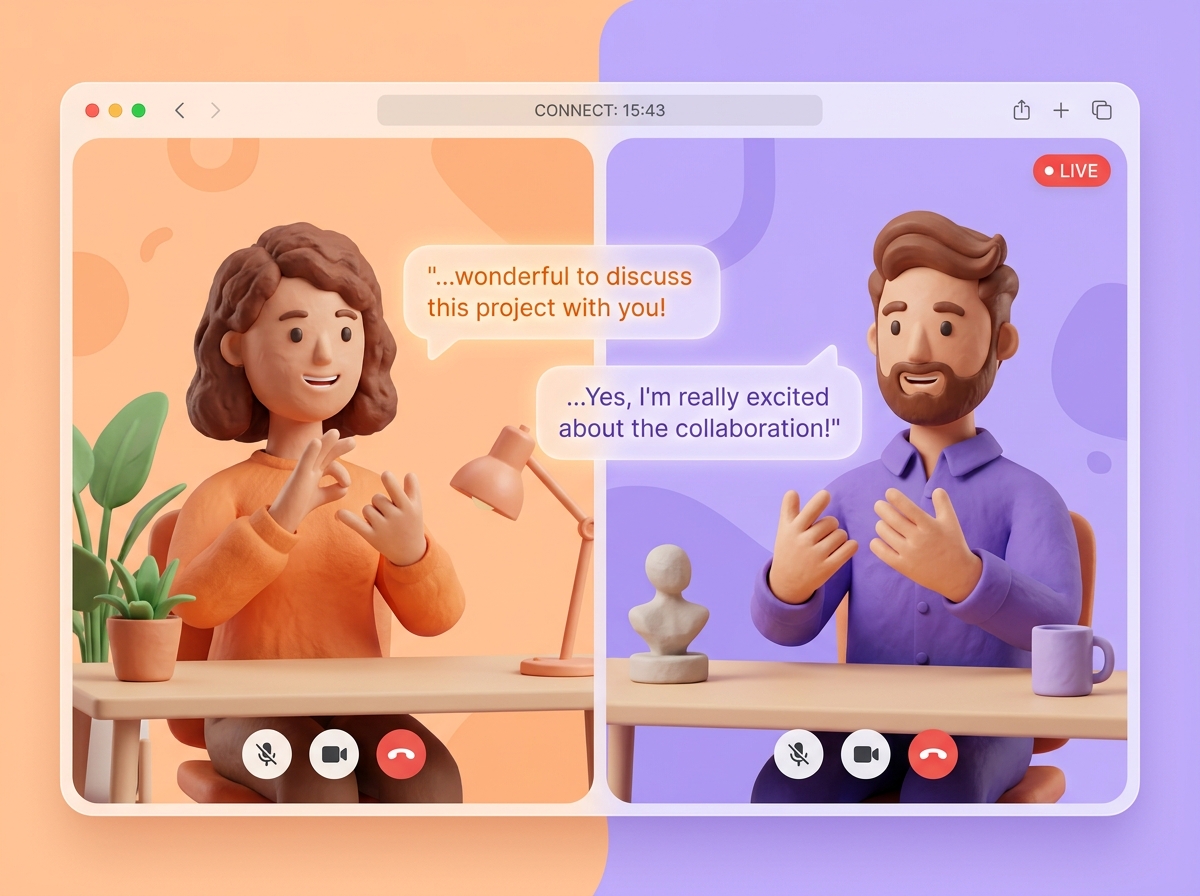 CONNECT: 15:43
LIVE
"...wonderful to discuss
this project with you!
...Yes, I'm really excited
about the collaboration!"